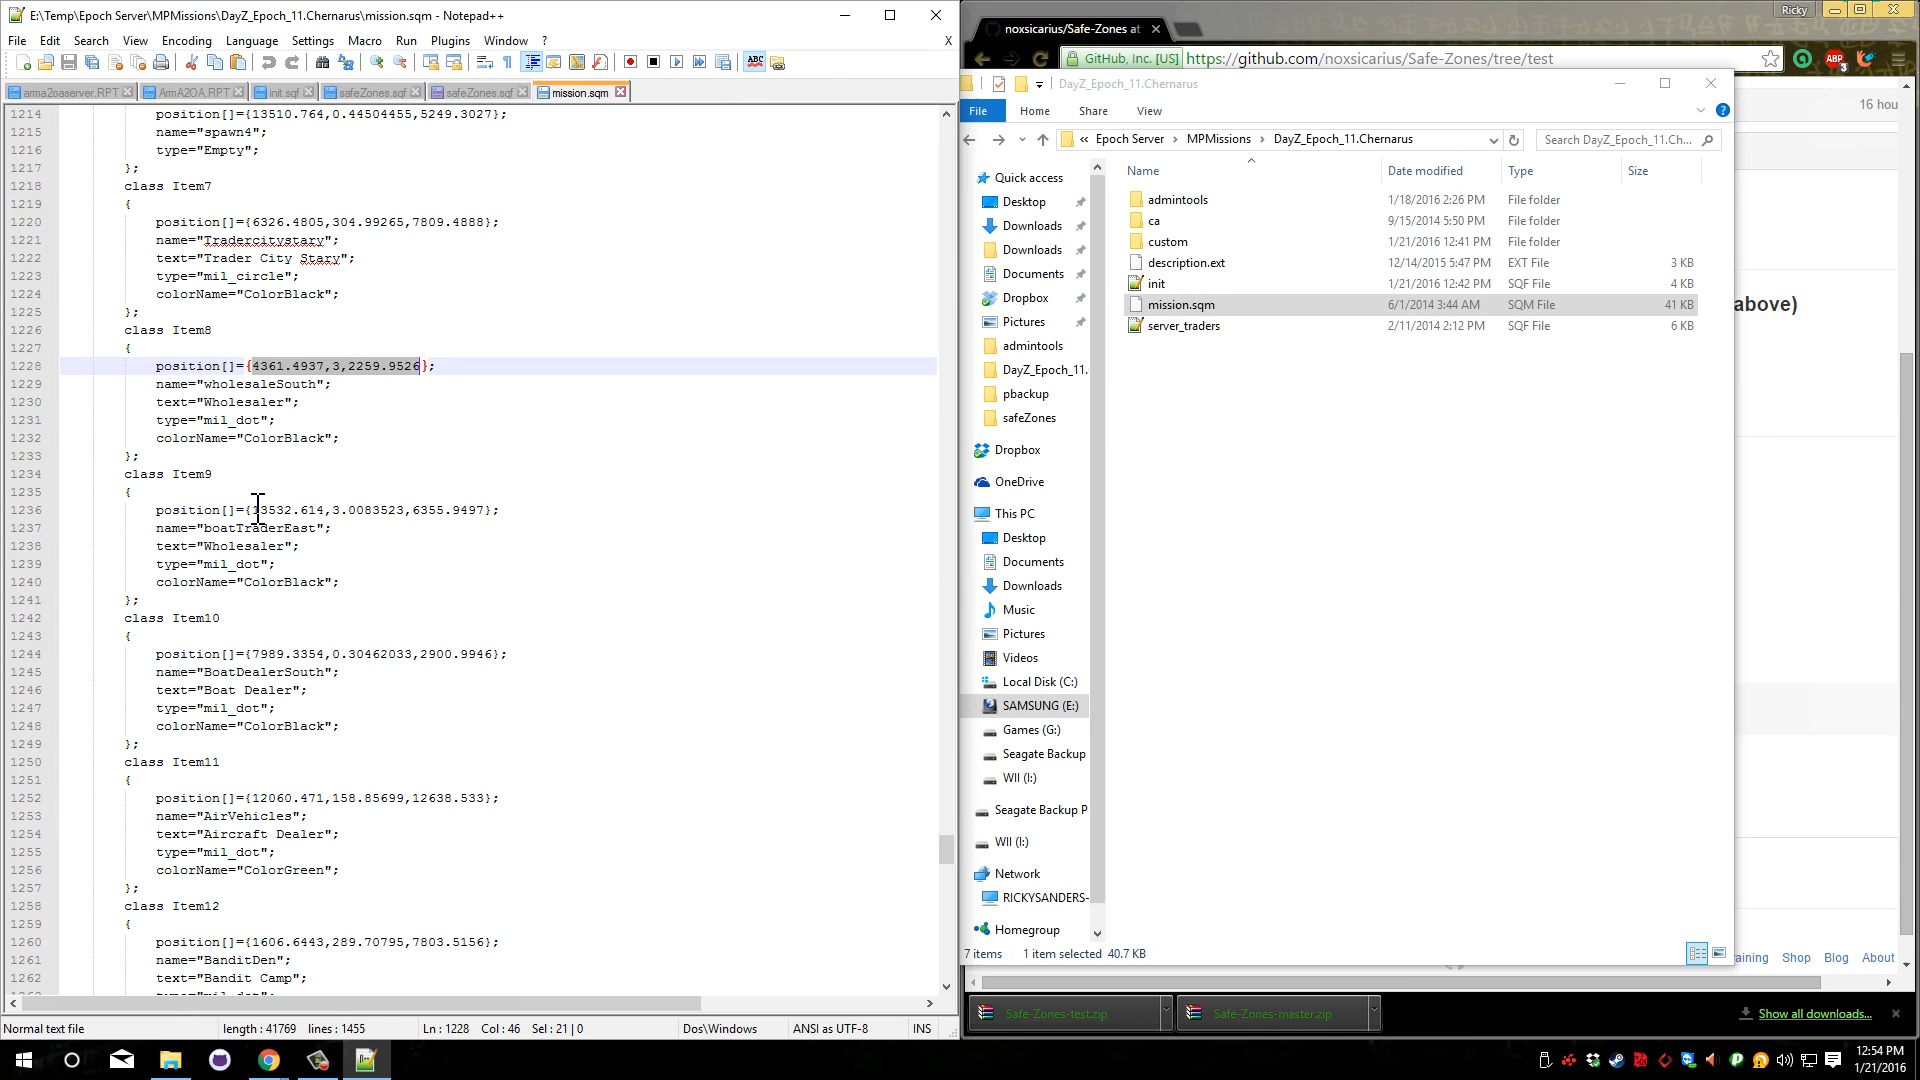 E:\Temp\Epoch Server\MPMissions\DayZ_Epoch_11.Chernarus\mission.sqm - Notepad++
File Edit Search View Encoding Language Settings Macro Run Plugins Window ? X
arma2oaserver.RPT ArmA2OA.RPT init.sqf safeZones.sqf safeZones.sqf mission.sqm
1214 position[]={13510.764,0.44504455,5249.3027};
1215 name="spawn4";
1216 type="Empty";
1217 };
1218 class Item7
1219 {
1220 position[]={6326.4805,304.99265,7809.4888};
1221 name="Tradercitystary";
1222 text="Trader City Stary";
1223 type="mil_circle";
1224 colorName="ColorBlack";
1225 };
1226 class Item8
1227 {
1228 position[]={4361.4937,3,2259.9526};
1229 name="wholesaleSouth";
1230 text="Wholesaler";
1231 type="mil_dot";
1232 colorName="ColorBlack";
1233 };
1234 class Item9
1235 {
1236 position[]={13532.614,3.0083523,6355.9497};
1237 name="boatTraderEast";
1238 text="Wholesaler";
1239 type="mil_dot";
1240 colorName="ColorBlack";
1241 };
1242 class Item10
1243 {
1244 position[]={7989.3354,0.30462033,2900.9946};
1245 name="BoatDealerSouth";
1246 text="Boat Dealer";
1247 type="mil_dot";
1248 colorName="ColorBlack";
1249 };
1250 class Item11
1251 {
1252 position[]={12060.471,158.85699,12638.533};
1253 name="AirVehicles";
1254 text="Aircraft Dealer";
1255 type="mil_dot";
1256 colorName="ColorGreen";
1257 };
1258 class Item12
1259 {
1260 position[]={1606.6443,289.70795,7803.5156};
1261 name="BanditDen";
1262 text="Bandit Camp";
Normal text file length : 41769 lines : 1455 Ln : 1228 Col : 46 Sel : 21 | 0 Dos\Windows ANSI as UTF-8 INS
Ricky
noxsicarius/Safe-Zones at
GitHub, Inc. [US] https://github.com/noxsicarius/Safe-Zones/tree/test
ABP 3
DayZ_Epoch_11.Chernarus
File Home Share View
« Epoch Server MPMissions DayZ_Epoch_11.Chernarus Search DayZ_Epoch_11.Ch...
Name Date modified Type Size
admintools 1/18/2016 2:26 PM File folder
ca 9/15/2014 5:50 PM File folder
custom 1/21/2016 12:41 PM File folder
description.ext 12/14/2015 5:47 PM EXT File 3 KB
init 1/21/2016 12:42 PM SQF File 4 KB
mission.sqm 6/1/2014 3:44 AM SQM File 41 KB
server_traders 2/11/2014 2:12 PM SQF File 6 KB
Quick access
Desktop
Downloads
Downloads
Documents
Dropbox
Pictures
admintools
DayZ_Epoch_11.
pbackup
safeZones
Dropbox
OneDrive
This PC
Desktop
Documents
Downloads
Music
Pictures
Videos
Local Disk (C:)
SAMSUNG (E:)
Games (G:)
Seagate Backup
WII (I:)
Seagate Backup P
WII (I:)
Network
RICKYSANDERS-
Homegroup
7 items 1 item selected 40.7 KB
16 hou
above)
aining Shop Blog About
Safe-Zones-test.zip Safe-Zones-master.zip Show all downloads...
12:54 PM
1/21/2016